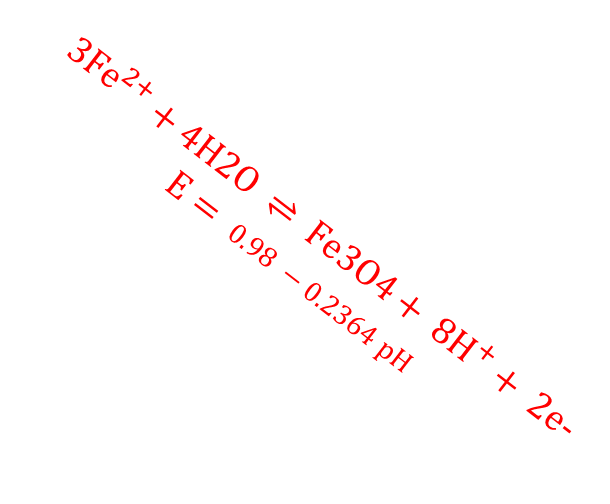 3Fe²⁺ + 4H2O ⇌ Fe3O4 + 8H⁺ + 2e-
E = 0.98 − 0.2364 pH